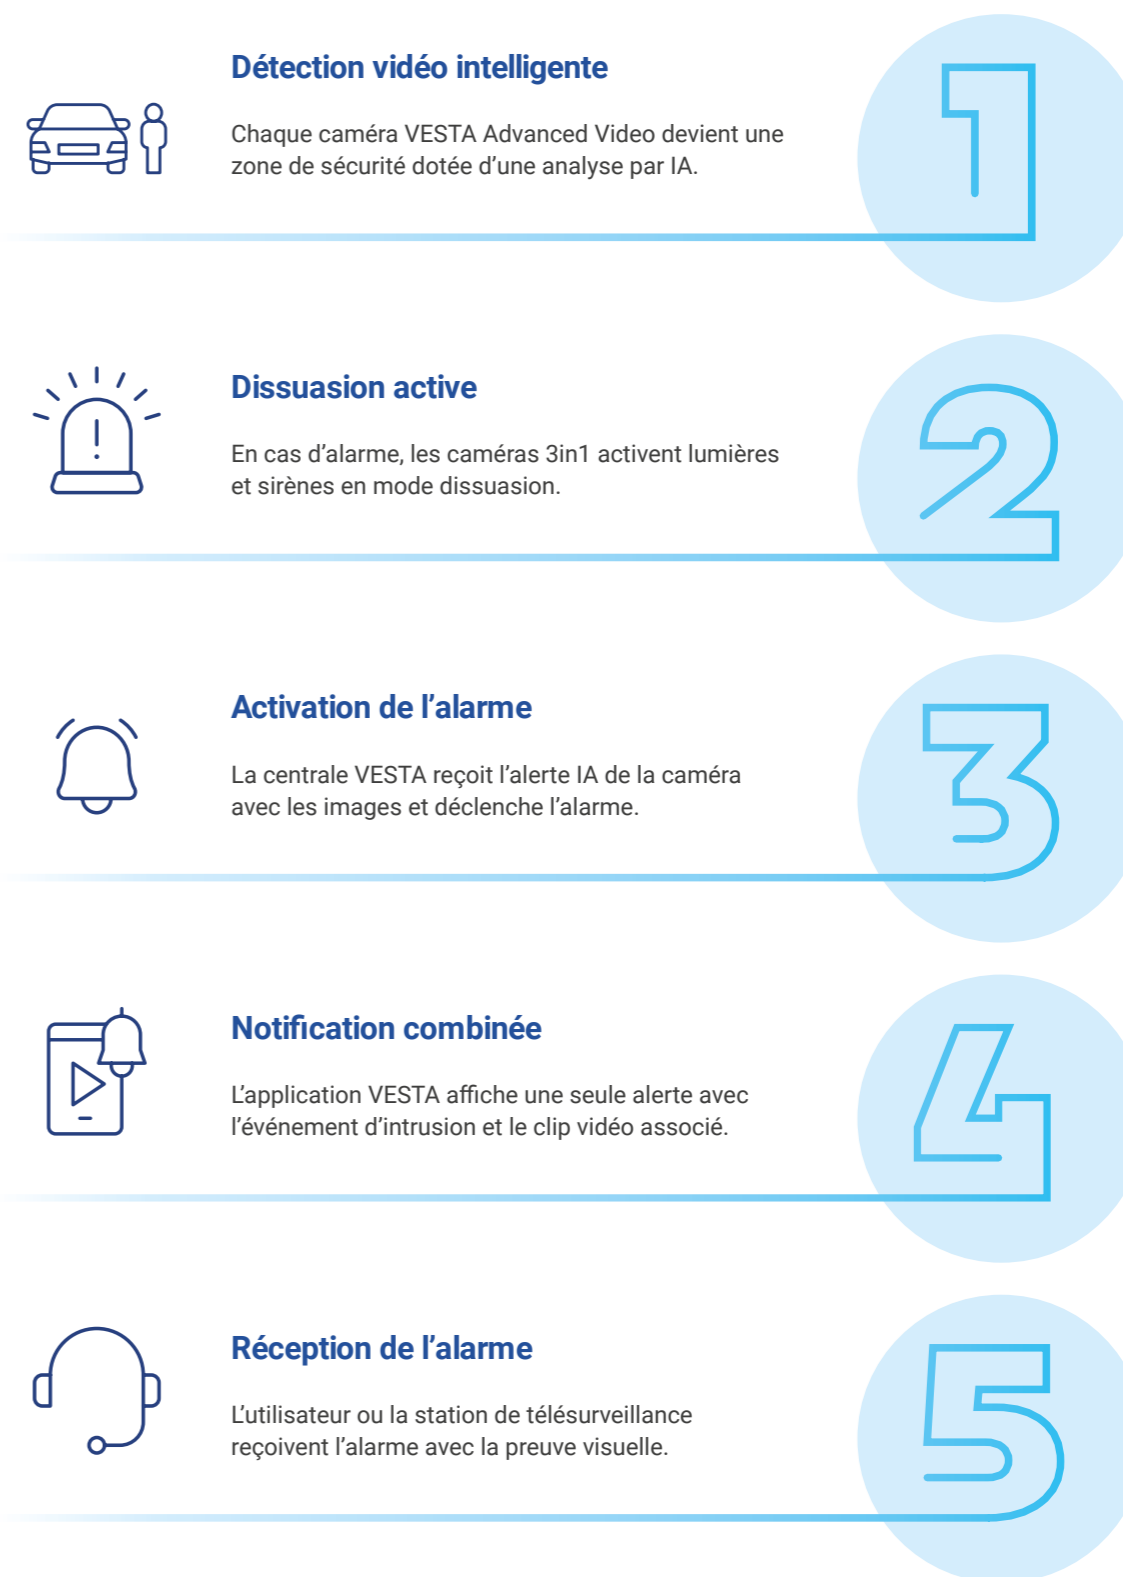 Détection vidéo intelligente
Chaque caméra VESTA Advanced Video devient une
zone de sécurité dotée d’une analyse par IA.
1
Dissuasion active
En cas d’alarme, les caméras 3in1 activent lumières
et sirènes en mode dissuasion.
2
Activation de l’alarme
La centrale VESTA reçoit l’alerte IA de la caméra
avec les images et déclenche l’alarme.
3
Notification combinée
L’application VESTA affiche une seule alerte avec
l’événement d’intrusion et le clip vidéo associé.
4
Réception de l’alarme
L’utilisateur ou la station de télésurveillance
reçoivent l’alarme avec la preuve visuelle.
5